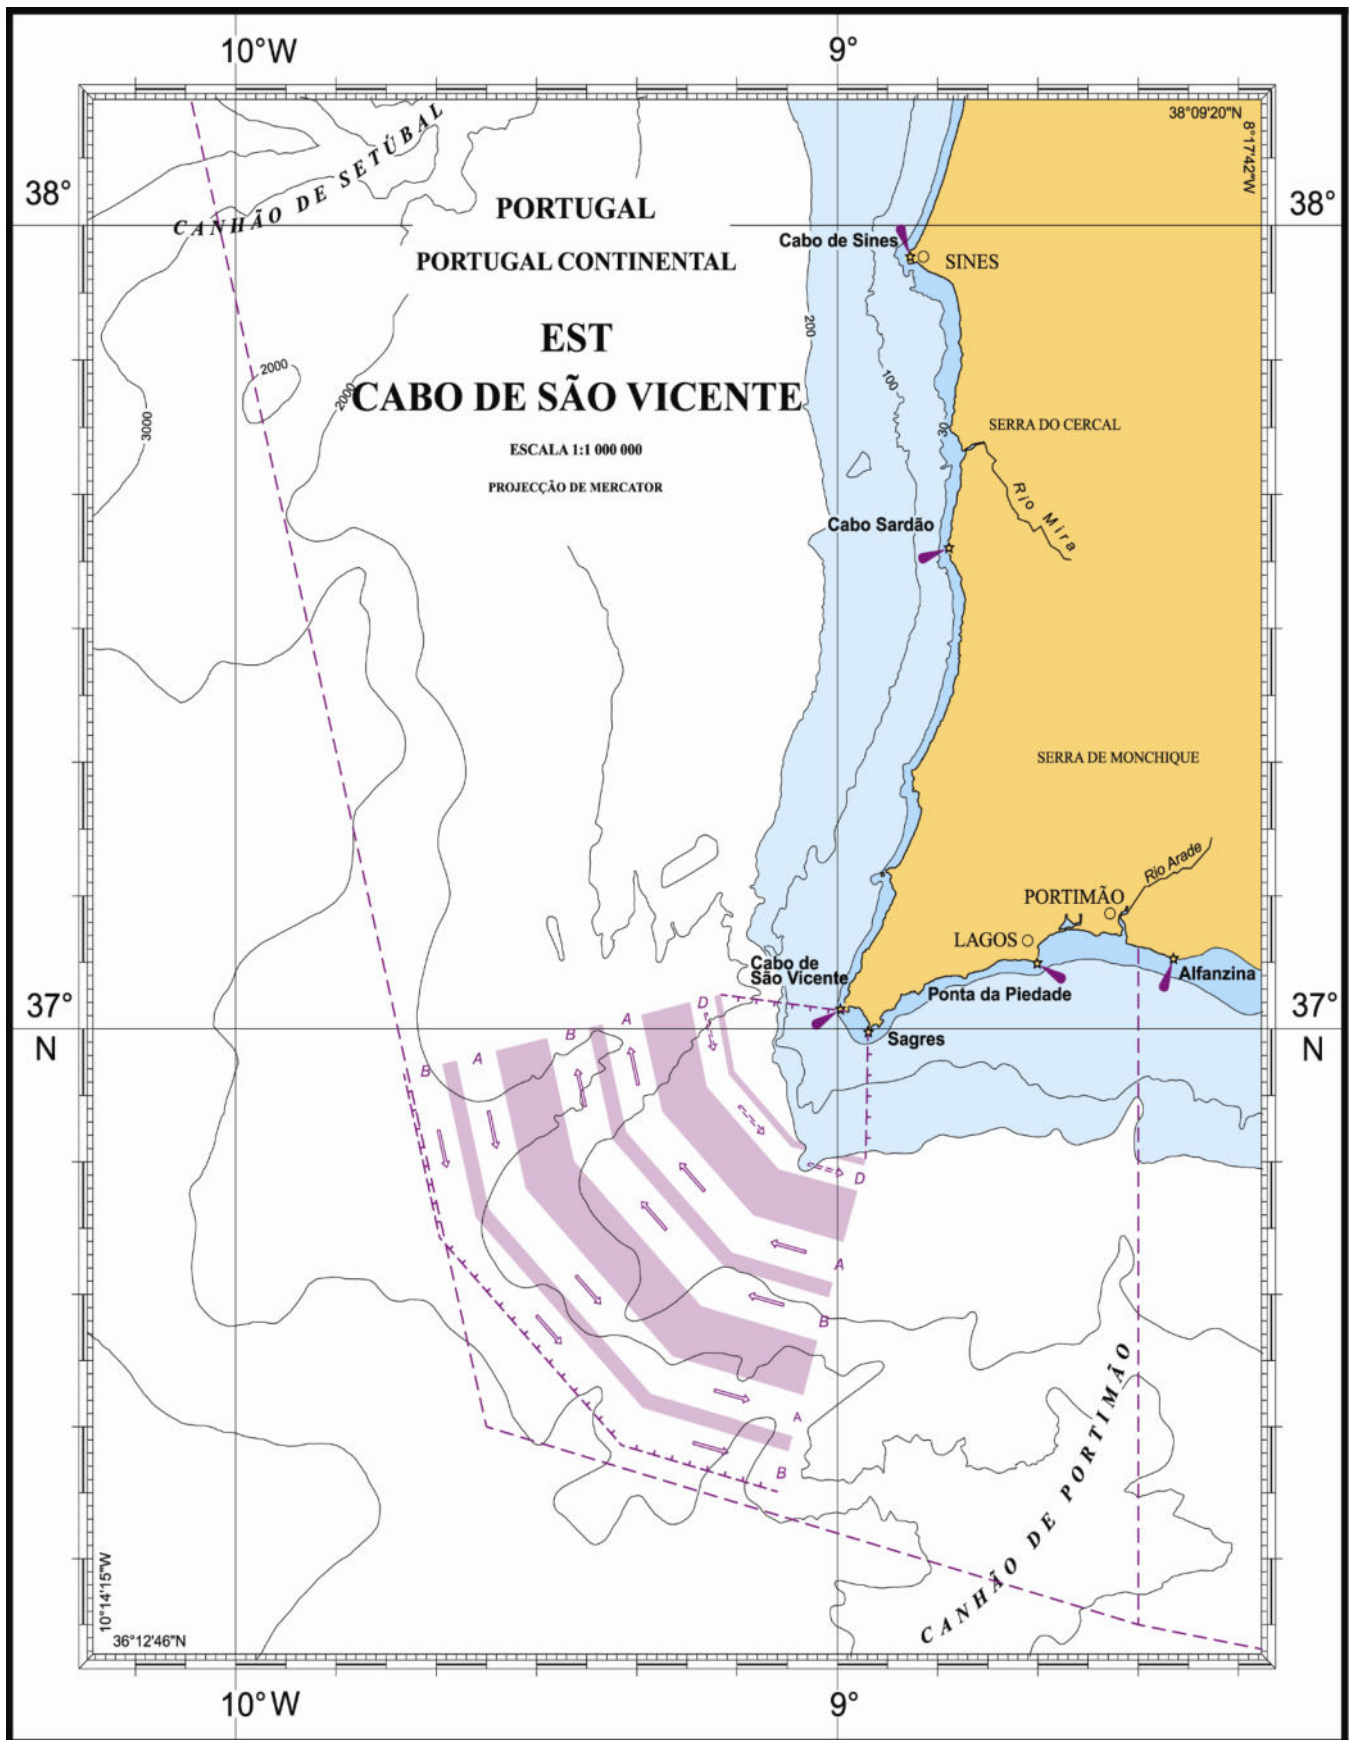 10°W
9°
38°09'20"N
8°17'42"W
CANHÃO DE SETÚBAL
38°
38°
PORTUGAL
Cabo de Sines
PORTUGAL CONTINENTAL
SINES
200
EST
2000
100
2000
CABO DE SÃO VICENTE
3000
30
SERRA DO CERCAL
ESCALA 1:1 000 000
PROJECÇÃO DE MERCATOR
Rio Mira
Cabo Sardão
SERRA DE MONCHIQUE
Rio Arade
PORTIMÃO
LAGOS
Cabo de
São Vicente
Alfanzina
Ponta da Piedade
37°
37°
D
A
B
Sagres
N
N
A
B
D
A
B
A
B
CANHÃO DE PORTIMÃO
10°14'15"W
36°12'46"N
10°W
9°